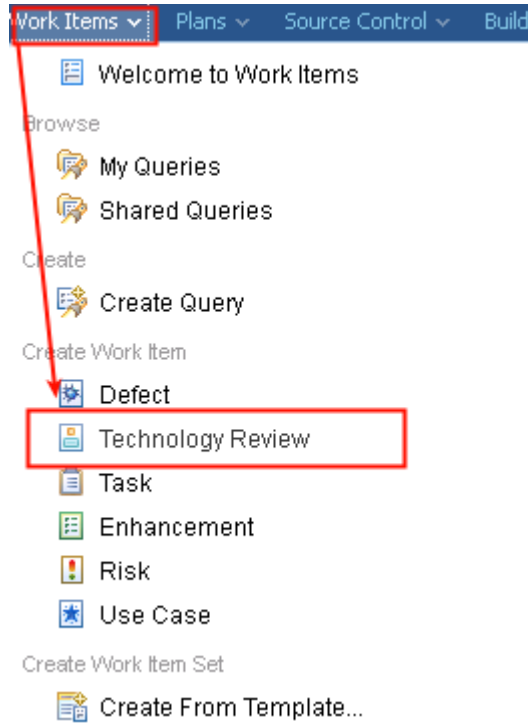 Work Items Plans Source Control Build
Welcome to Work Items
Browse
My Queries
Shared Queries
Create
Create Query
Create Work Item
Defect
Technology Review
Task
Enhancement
Risk
Use Case
Create Work Item Set
Create From Template...